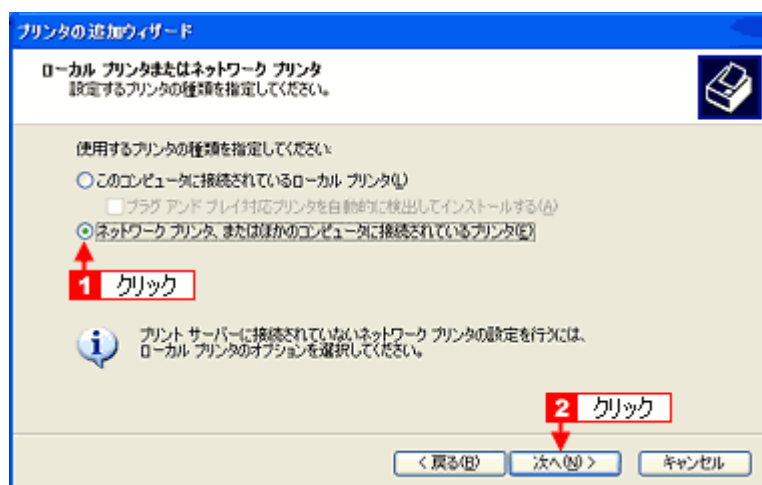 プリンタの追加ウィザード
ローカル プリンタまたはネットワーク プリンタ
設定するプリンタの種類を指定してください。
使用するプリンタの種類を指定してください:
このコンピュータに接続されているローカル プリンタ(L)
プラグ アンド プレイ対応プリンタを自動的に検出してインストールする(A)
ネットワーク プリンタ、またはほかのコンピュータに接続されているプリンタ(E)
1 クリック
プリント サーバーに接続されていないネットワーク プリンタの設定を行うには、
ローカル プリンタのオプションを選択してください。
2 クリック
< 戻る(B) 次へ(N) > キャンセル